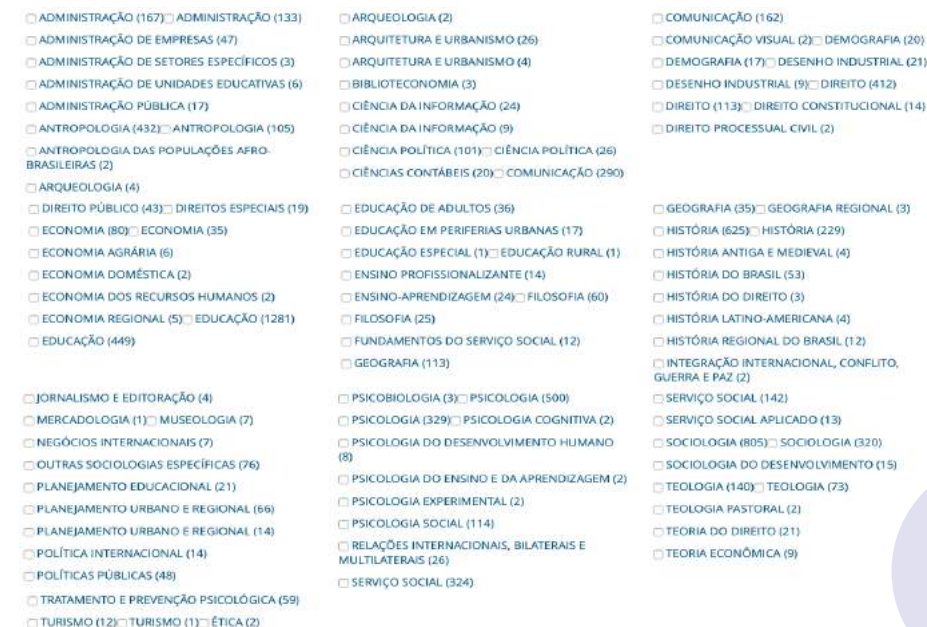 ADMINISTRAÇÃO (167) ADMINISTRAÇÃO (133)
ADMINISTRAÇÃO DE EMPRESAS (47)
ADMINISTRAÇÃO DE SETORES ESPECÍFICOS (3)
ADMINISTRAÇÃO DE UNIDADES EDUCATIVAS (6)
ADMINISTRAÇÃO PÚBLICA (17)
ANTROPOLOGIA (432) ANTROPOLOGIA (105)
ANTROPOLOGIA DAS POPULAÇÕES AFRO-
BRASILEIRAS (2)
ARQUEOLOGIA (4)
ARQUEOLOGIA (2)
ARQUITETURA E URBANISMO (26)
ARQUITETURA E URBANISMO (4)
BIBLIOTECONOMIA (3)
CIÊNCIA DA INFORMAÇÃO (24)
CIÊNCIA DA INFORMAÇÃO (9)
CIÊNCIA POLÍTICA (101) CIÊNCIA POLÍTICA (26)
CIÊNCIAS CONTÁBEIS (20) COMUNICAÇÃO (290)
COMUNICAÇÃO (162)
COMUNICAÇÃO VISUAL (2) DEMOGRAFIA (20)
DEMOGRAFIA (17) DESENHO INDUSTRIAL (21)
DESENHO INDUSTRIAL (9) DIREITO (412)
DIREITO (113) DIREITO CONSTITUCIONAL (14)
DIREITO PROCESSUAL CIVIL (2)
DIREITO PÚBLICO (43) DIREITOS ESPECIAIS (19)
ECONOMIA (80) ECONOMIA (35)
ECONOMIA AGRÁRIA (6)
ECONOMIA DOMÉSTICA (2)
ECONOMIA DOS RECURSOS HUMANOS (2)
ECONOMIA REGIONAL (5) EDUCAÇÃO (1281)
EDUCAÇÃO (449)
EDUCAÇÃO DE ADULTOS (36)
EDUCAÇÃO EM PERIFERIAS URBANAS (17)
EDUCAÇÃO ESPECIAL (1) EDUCAÇÃO RURAL (1)
ENSINO PROFISSIONALIZANTE (14)
ENSINO-APRENDIZAGEM (24) FILOSOFIA (60)
FILOSOFIA (25)
FUNDAMENTOS DO SERVIÇO SOCIAL (12)
GEOGRAFIA (113)
GEOGRAFIA (35) GEOGRAFIA REGIONAL (3)
HISTÓRIA (625) HISTÓRIA (229)
HISTÓRIA ANTIGA E MEDIEVAL (4)
HISTÓRIA DO BRASIL (53)
HISTÓRIA DO DIREITO (3)
HISTÓRIA LATINO-AMERICANA (4)
HISTÓRIA REGIONAL DO BRASIL (12)
INTEGRAÇÃO INTERNACIONAL, CONFLITO,
GUERRA E PAZ (2)
JORNALISMO E EDITORAÇÃO (4)
MERCADOLOGIA (1) MUSEOLOGIA (7)
NEGÓCIOS INTERNACIONAIS (7)
OUTRAS SOCIOLOGIAS ESPECÍFICAS (76)
PLANEJAMENTO EDUCACIONAL (21)
PLANEJAMENTO URBANO E REGIONAL (66)
PLANEJAMENTO URBANO E REGIONAL (14)
POLÍTICA INTERNACIONAL (14)
POLÍTICAS PÚBLICAS (48)
TRATAMENTO E PREVENÇÃO PSICOLÓGICA (59)
TURISMO (12) TURISMO (1) ÉTICA (2)
PSICOBIOLOGIA (3) PSICOLOGIA (500)
PSICOLOGIA (329) PSICOLOGIA COGNITIVA (2)
PSICOLOGIA DO DESENVOLVIMENTO HUMANO
(8)
PSICOLOGIA DO ENSINO E DA APRENDIZAGEM (2)
PSICOLOGIA EXPERIMENTAL (2)
PSICOLOGIA SOCIAL (114)
RELAÇÕES INTERNACIONAIS, BILATERAIS E
MULTILATERAIS (26)
SERVIÇO SOCIAL (324)
SERVIÇO SOCIAL (142)
SERVIÇO SOCIAL APLICADO (13)
SOCIOLOGIA (805) SOCIOLOGIA (320)
SOCIOLOGIA DO DESENVOLVIMENTO (15)
TEOLOGIA (140) TEOLOGIA (73)
TEOLOGIA PASTORAL (2)
TEORIA DO DIREITO (21)
TEORIA ECONÔMICA (9)